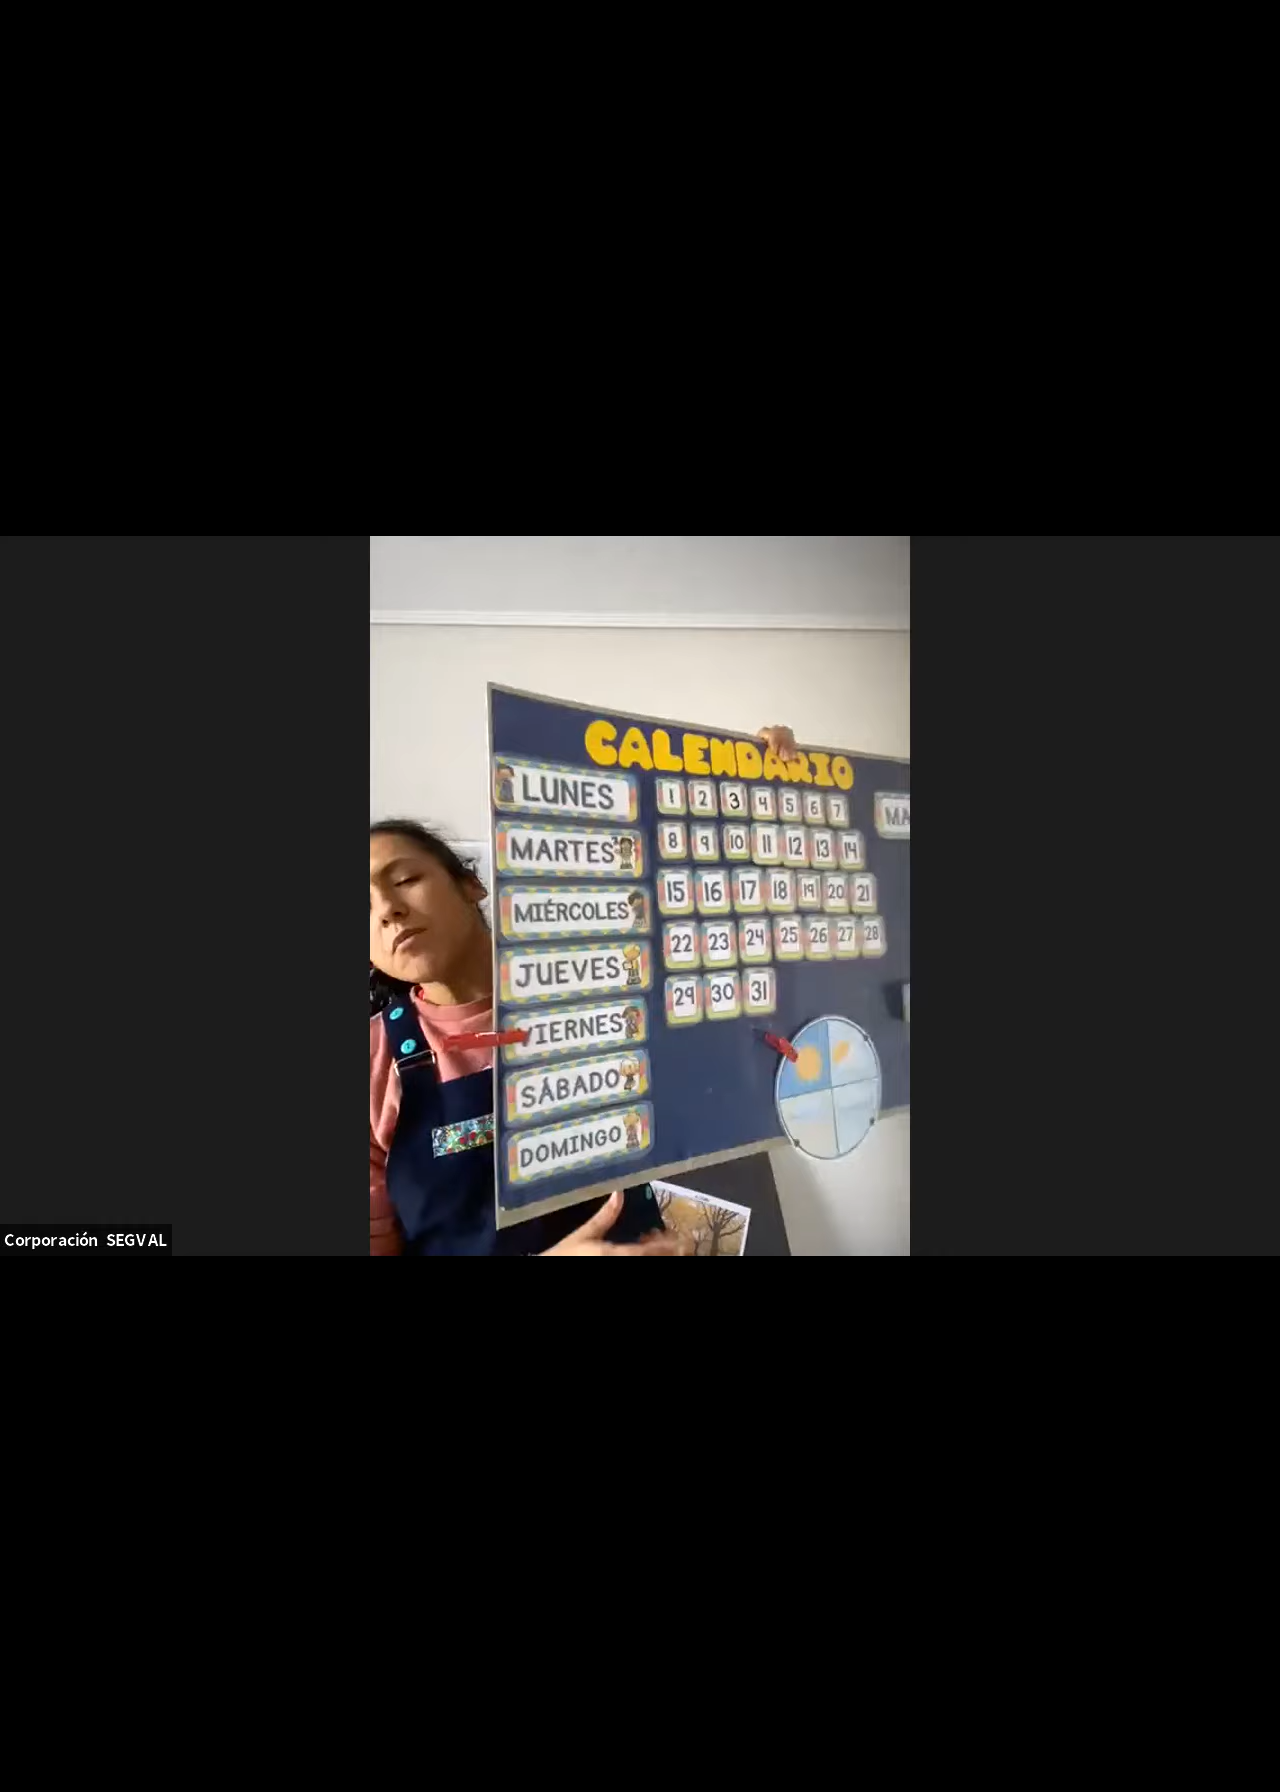 CALENDARIO
LUNES
MARTES
MIÉRCOLES
JUEVES
VIERNES
SÁBADO
DOMINGO
1 2 3 4 5 6 7
8 9 10 11 12 13 14
15 16 17 18 19 20 21
22 23 24 25 26 27 28
29 30 31
MA
Corporación SEGVAL